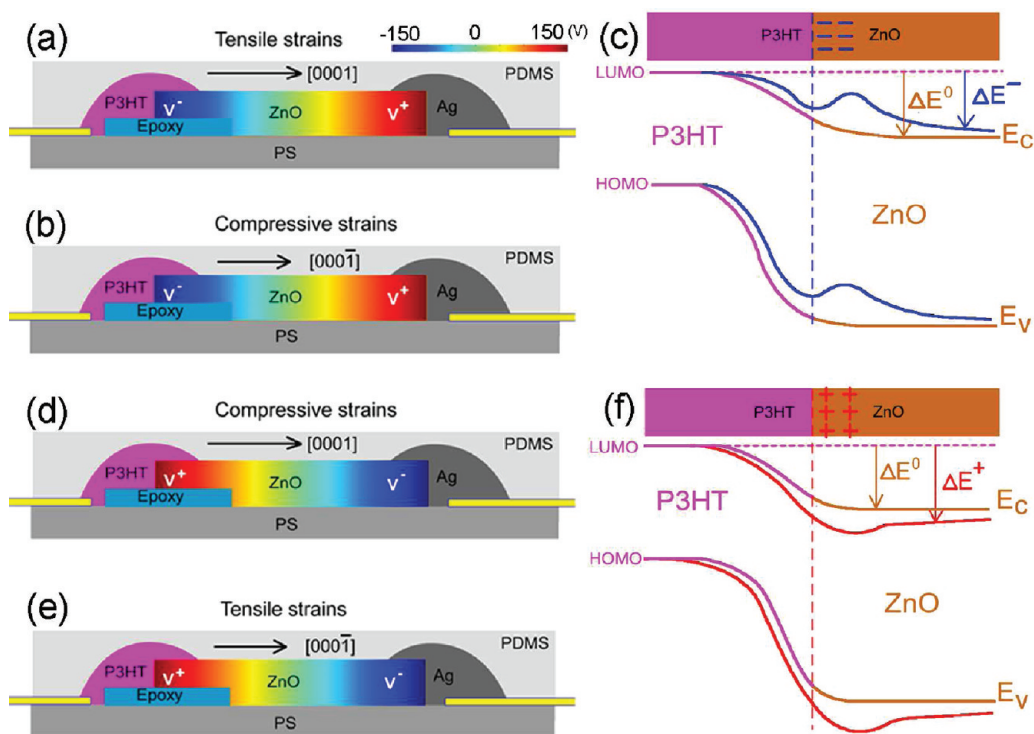 (a)
Tensile strains
-150 0 150 (V)
[0001]
PDMS
P3HT
V⁻
ZnO
V⁺
Ag
Epoxy
PS
(b)
Compressive strains
[0001̅]
PDMS
P3HT
V⁻
ZnO
V⁺
Ag
Epoxy
PS
(c)
P3HT
ZnO
LUMO
ΔE⁰
ΔE⁻
P3HT
E_C
HOMO
ZnO
E_V
(d)
Compressive strains
[0001]
PDMS
P3HT
V⁺
ZnO
V⁻
Ag
Epoxy
PS
(e)
Tensile strains
[0001̅]
PDMS
P3HT
V⁺
ZnO
V⁻
Ag
Epoxy
PS
(f)
P3HT
ZnO
LUMO
ΔE⁰
ΔE⁺
P3HT
E_C
HOMO
ZnO
E_V